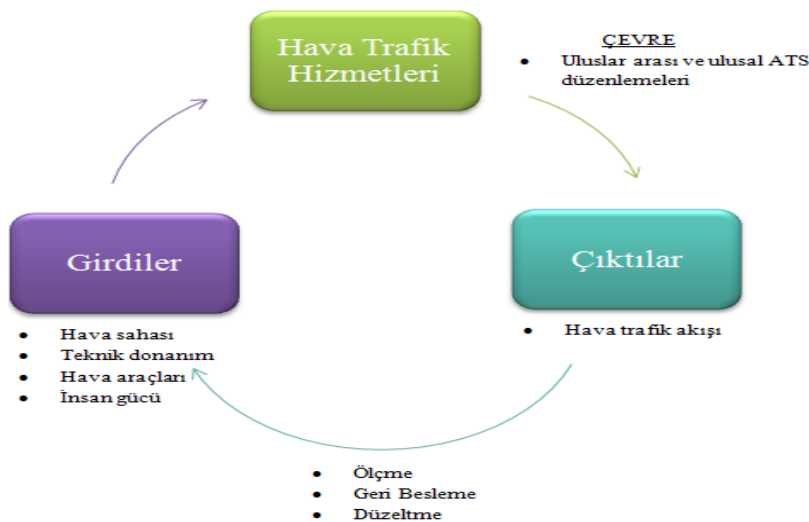 Hava Trafik
Hizmetleri
ÇEVRE
• Uluslar arası ve ulusal ATS
düzenlemeleri
Girdiler
• Hava sahası
• Teknik donanım
• Hava araçları
• İnsan gücü
Çıktılar
• Hava trafik akışı
• Ölçme
• Geri Besleme
• Düzeltme